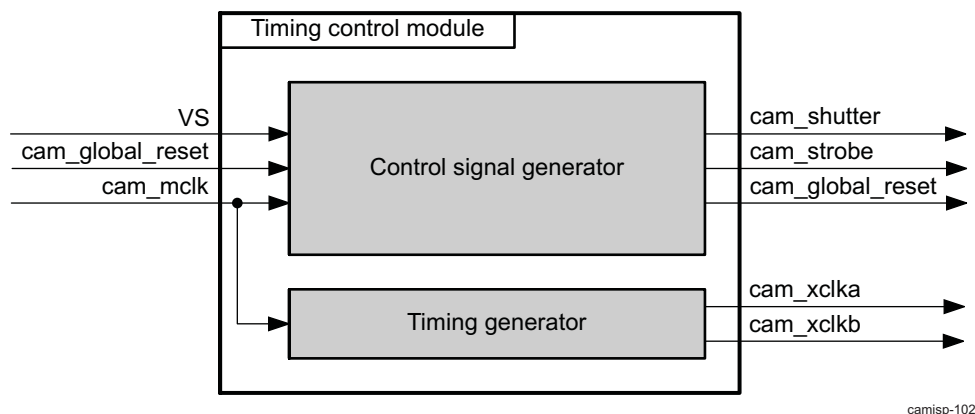 Timing control module
VS
cam_global_reset
cam_mclk
Control signal generator
cam_shutter
cam_strobe
cam_global_reset
Timing generator
cam_xclka
cam_xclkb
camisp-102